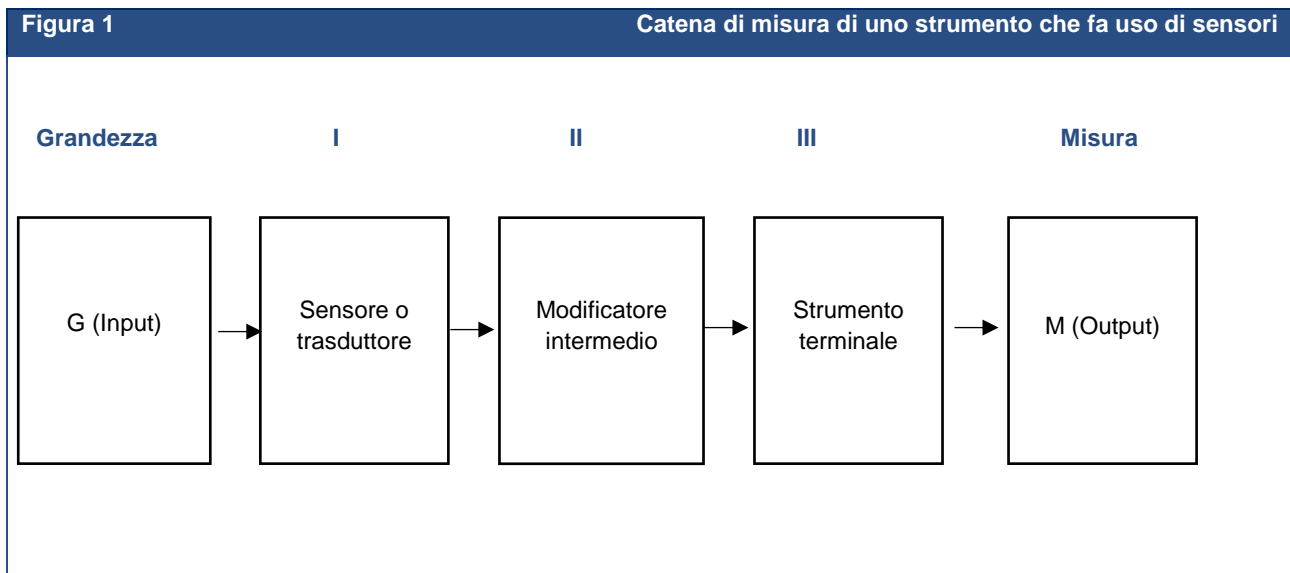 Figura 1 Catena di misura di uno strumento che fa uso di sensori
Grandezza I II III Misura
G (Input)
Sensore o
trasduttore
Modificatore
intermedio
Strumento
terminale
M (Output)